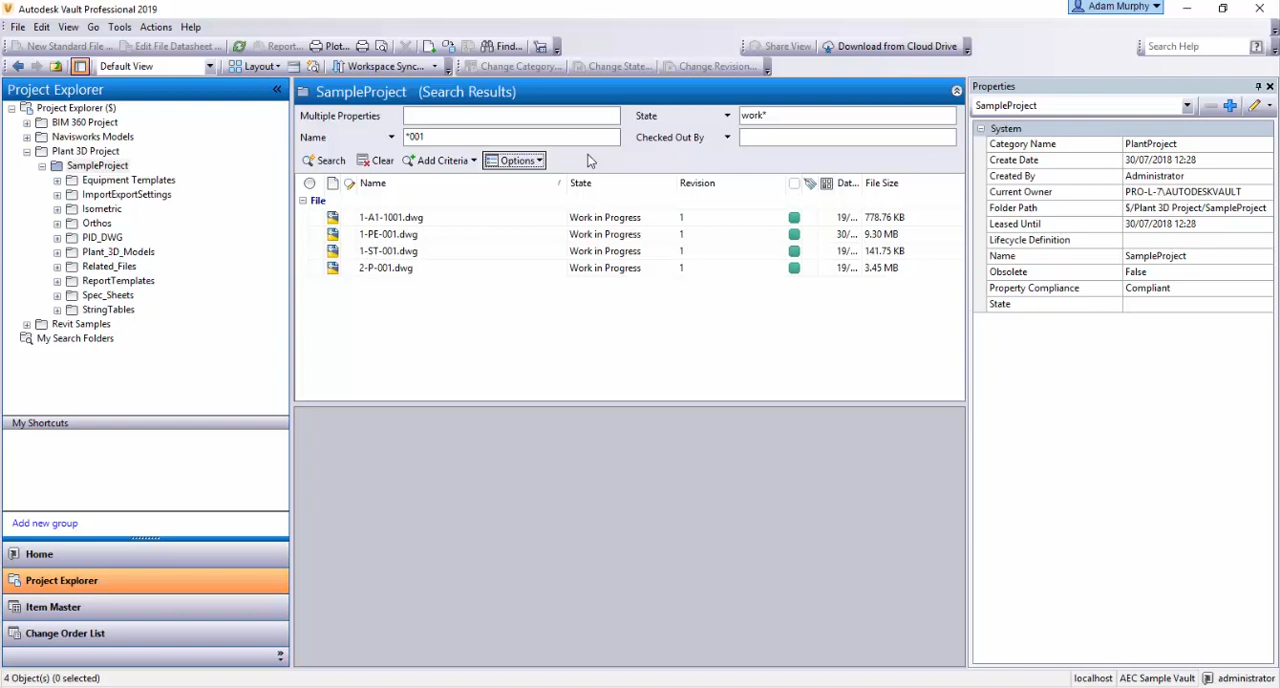 Autodesk Vault Professional 2019
Adam Murphy
File Edit View Go Tools Actions Help
New Standard File... Edit File Datasheet... Report... Plot... Find... Share View Download from Cloud Drive Search Help
Default View Layout Workspace Sync... Change Category... Change State... Change Revision...
Project Explorer
Project Explorer ($)
BIM 360 Project
Navisworks Models
Plant 3D Project
SampleProject
Equipment Templates
ImportExportSettings
Isometric
Orthos
PID_DWG
Plant_3D_Models
Related_Files
ReportTemplates
Spec_Sheets
StringTables
Revit Samples
My Search Folders
My Shortcuts
Add new group
Home
Project Explorer
Item Master
Change Order List
SampleProject (Search Results)
Multiple Properties State work*
Name *001 Checked Out By
Search Clear Add Criteria Options
Name / State Revision Dat... File Size
File
1-A1-1001.dwg Work in Progress 1 19/... 778.76 KB
1-PE-001.dwg Work in Progress 1 30/... 9.30 MB
1-ST-001.dwg Work in Progress 1 19/... 141.75 KB
2-P-001.dwg Work in Progress 1 19/... 3.45 MB
Properties
SampleProject
System
Category Name PlantProject
Create Date 30/07/2018 12:28
Created By Administrator
Current Owner PRO-L-7\AUTODESKVAULT
Folder Path $/Plant 3D Project/SampleProject
Leased Until 30/07/2018 12:28
Lifecycle Definition
Name SampleProject
Obsolete False
Property Compliance Compliant
State
4 Object(s) (0 selected) localhost AEC Sample Vault administrator